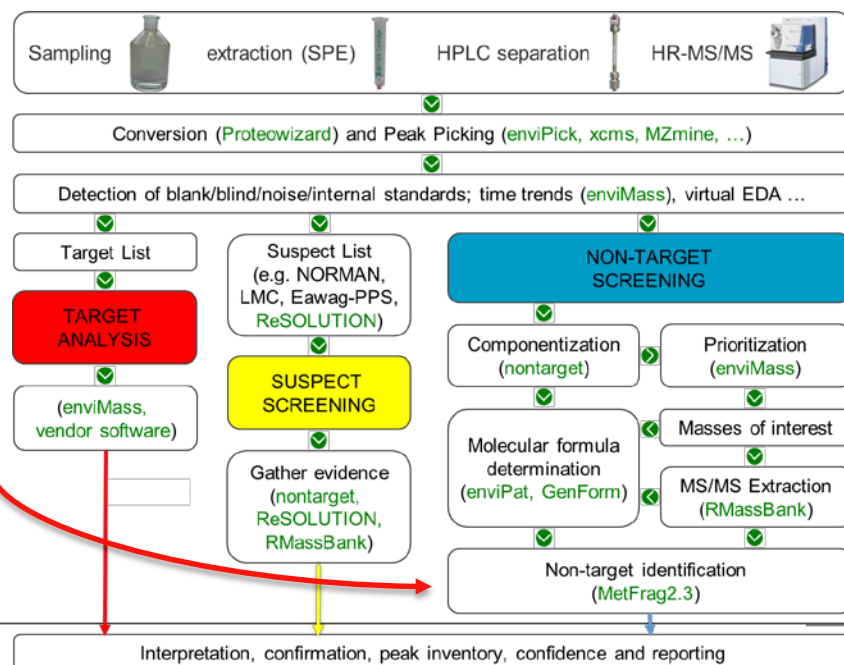 Sampling extraction (SPE) HPLC separation HR-MS/MS
Conversion (Proteowizard) and Peak Picking (enviPick, xcms, MZmine, ...)
Detection of blank/blind/noise/internal standards; time trends (enviMass), virtual EDA ...
Target List
TARGET
ANALYSIS
(enviMass,
vendor software)
Suspect List
(e.g. NORMAN,
LMC, Eawag-PPS,
ReSOLUTION)
SUSPECT
SCREENING
Gather evidence
(nontarget,
ReSOLUTION,
RMassBank)
NON-TARGET
SCREENING
Componentization
(nontarget)
Prioritization
(enviMass)
Masses of interest
Molecular formula
determination
(enviPat, GenForm)
MS/MS Extraction
(RMassBank)
Non-target identification
(MetFrag2.3)
Interpretation, confirmation, peak inventory, confidence and reporting